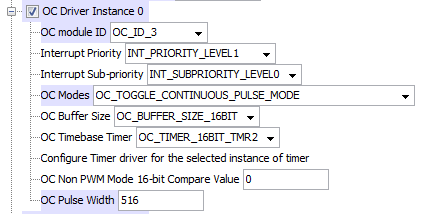 OC Driver Instance 0
OC module ID OC_ID_3
Interrupt Priority INT_PRIORITY_LEVEL1
Interrupt Sub-priority INT_SUBPRIORITY_LEVEL0
OC Modes OC_TOGGLE_CONTINUOUS_PULSE_MODE
OC Buffer Size OC_BUFFER_SIZE_16BIT
OC Timebase Timer OC_TIMER_16BIT_TMR2
Configure Timer driver for the selected instance of timer
OC Non PWM Mode 16-bit Compare Value 0
OC Pulse Width 516